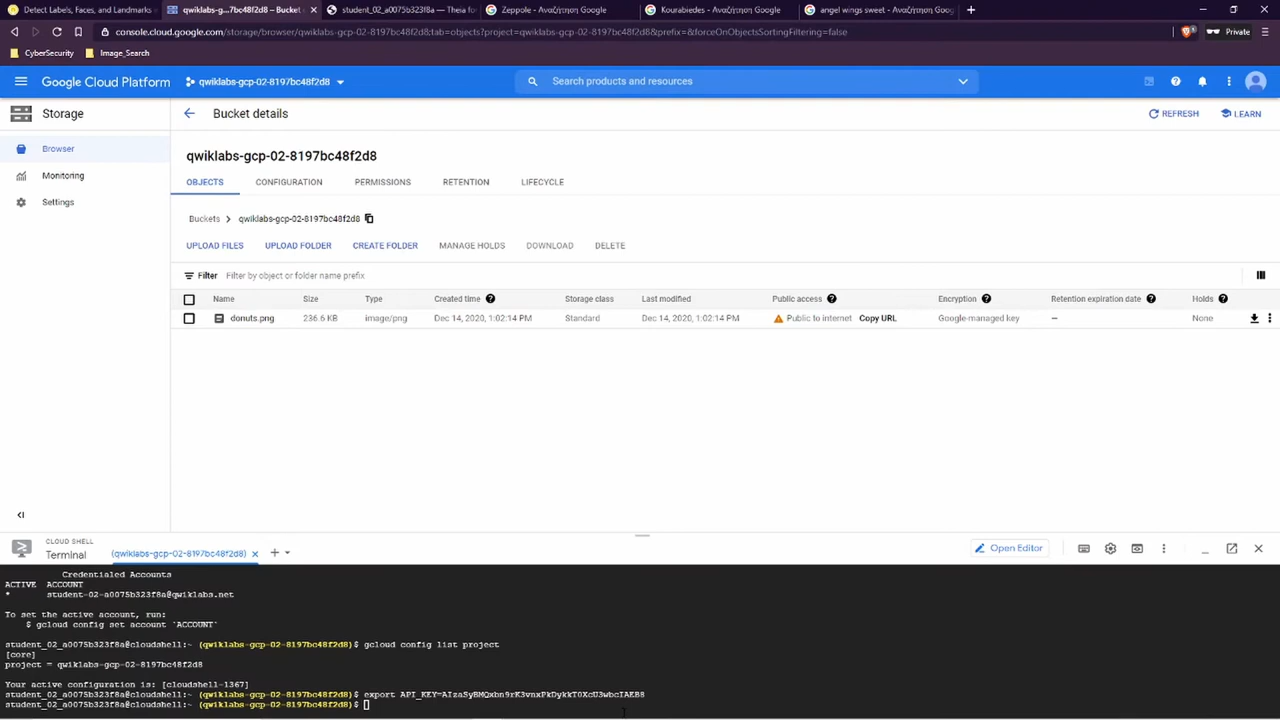 Detect Labels, Faces, and Landmarks
qwiklabs-g...7bc48f2d8 – Bucket
student_02_a0075b323f8a — Theia for
Zeppole - Αναζήτηση Google
Kourabiedes - Αναζήτηση Google
angel wings sweet - Αναζήτηση Goog
console.cloud.google.com/storage/browser/qwiklabs-gcp-02-8197bc48f2d8;tab=objects?project=qwiklabs-gcp-02-8197bc48f2d8&prefix=&forceOnObjectsSortingFiltering=false
Private
CyberSecurity Image_Search
Google Cloud Platform qwiklabs-gcp-02-8197bc48f2d8 Search products and resources
Storage Bucket details REFRESH LEARN
Browser
Monitoring
Settings
qwiklabs-gcp-02-8197bc48f2d8
OBJECTS CONFIGURATION PERMISSIONS RETENTION LIFECYCLE
Buckets > qwiklabs-gcp-02-8197bc48f2d8
UPLOAD FILES UPLOAD FOLDER CREATE FOLDER MANAGE HOLDS DOWNLOAD DELETE
Filter Filter by object or folder name prefix
Name Size Type Created time Storage class Last modified Public access Encryption Retention expiration date Holds
donuts.png 236.6 KB image/png Dec 14, 2020, 1:02:14 PM Standard Dec 14, 2020, 1:02:14 PM Public to internet Copy URL Google-managed key – None
CLOUD SHELL
Terminal (qwiklabs-gcp-02-8197bc48f2d8) Open Editor
Credentialed Accounts
ACTIVE ACCOUNT
* student-02-a0075b323f8a@qwiklabs.net
To set the active account, run:
$ gcloud config set account `ACCOUNT`
student_02_a0075b323f8a@cloudshell:~ (qwiklabs-gcp-02-8197bc48f2d8)$ gcloud config list project
[core]
project = qwiklabs-gcp-02-8197bc48f2d8
Your active configuration is: [cloudshell-1367]
student_02_a0075b323f8a@cloudshell:~ (qwiklabs-gcp-02-8197bc48f2d8)$ export API_KEY=AIzaSyBMQxbn9rK3vnxPkDykkT0XcU3wbcIAEB8
student_02_a0075b323f8a@cloudshell:~ (qwiklabs-gcp-02-8197bc48f2d8)$